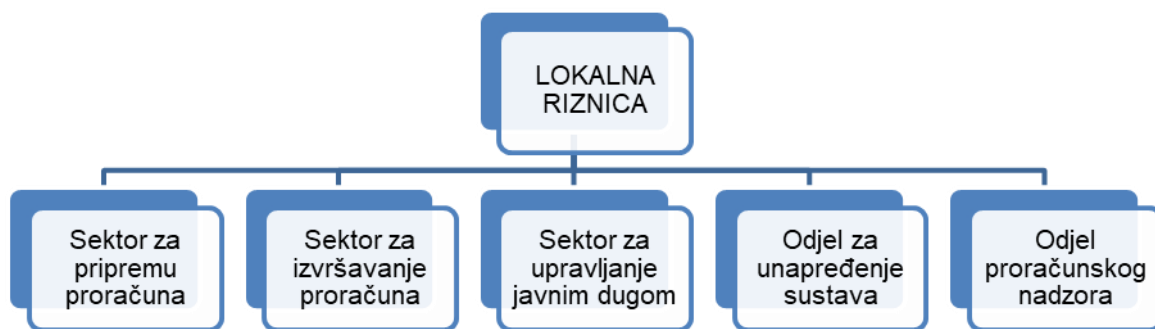 LOKALNA
RIZNICA
Sektor za
pripremu
proračuna
Sektor za
izvršavanje
proračuna
Sektor za
upravljanje
javnim dugom
Odjel za
unapređenje
sustava
Odjel
proračunskog
nadzora